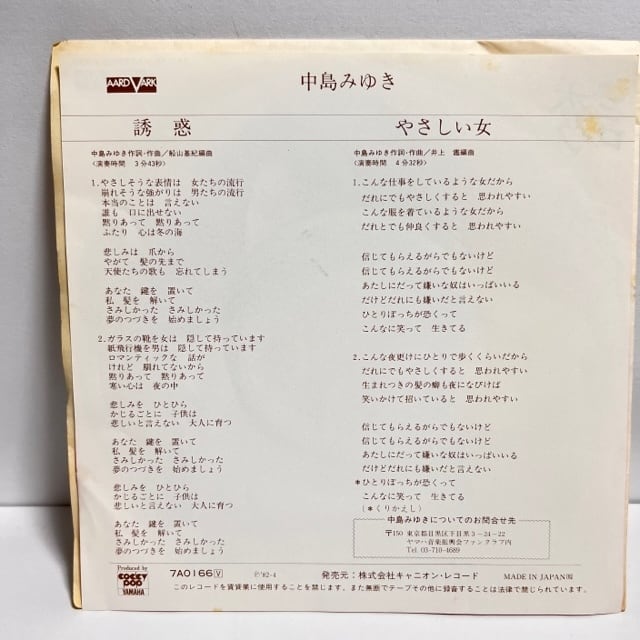 AARD VARK
中島みゆき
誘惑
中島みゆき作詞・作曲/船山基紀編曲
〈演奏時間 3分43秒〉
1.やさしそうな表情は 女たちの流行
崩れそうな強がりは 男たちの流行
本当のことは 言えない
誰も 口に出せない
黙りあって 黙りあって
ふたり 心は冬の海
悲しみは 爪から
やがて 髪の先まで
天使たちの歌も 忘れてしまう
あなた 鍵を 置いて
私 髪を 解いて
さみしかった さみしかった
夢のつづきを 始めましょう
2.ガラスの靴を女は 隠して持っています
紙飛行機を男は 隠して持っています
ロマンティックな 話が
けれど 馴れてないから
黙りあって 黙りあって
寒い心は 夜の中
悲しみを ひとひら
かじるごとに 子供は
悲しいと言えない 大人に育つ
あなた 鍵を 置いて
私 髪を 解いて
さみしかった さみしかった
夢のつづきを 始めましょう
悲しみを ひとひら
かじるごとに 子供は
悲しいと言えない 大人に育つ
あなた 鍵を 置いて
私 髪を 解いて
さみしかった さみしかった
夢のつづきを 始めましょう
やさしい女
中島みゆき作詞・作曲/井上 鑑編曲
〈演奏時間 4分32秒〉
1.こんな仕事をしているような女だから
だれにでもやさしくすると 思われやすい
こんな服を着ているような女だから
だれとでも仲良くすると 思われやすい
信じてもらえるがらでもないけど
信じてもらえるがらでもないけど
あたしにだって嫌いな奴はいっぱいいる
だけどだれにも嫌いだと言えない
ひとりぼっちが恐くって
こんなに笑って 生きてる
2.こんな夜更けにひとりで歩くくらいだから
だれにでもやさしくすると 思われやすい
生まれつきの髪の癖も夜になびけば
笑いかけて招いていると 思われやすい
信じてもらえるがらでもないけど
信じてもらえるがらでもないけど
あたしにだって嫌いな奴はいっぱいいる
だけどだれにも嫌いだと言えない
*ひとりぼっちが恐くって
こんなに笑って 生きてる
(*くりかえし)
中島みゆきについてのお問合せ先
〒150 東京都目黒区下目黒3-24-22
ヤマハ音楽振興会ファンクラブ内
Tel. 03-710-4689
Produced by
YAMAHA
7A0166 V
Ⓟ'82・4
発売元:株式会社キャニオン・レコード
MADE IN JAPAN
このレコードを賃貸業に使用することを禁じます。また無断でテープその他に録音することは法律で禁じられています。